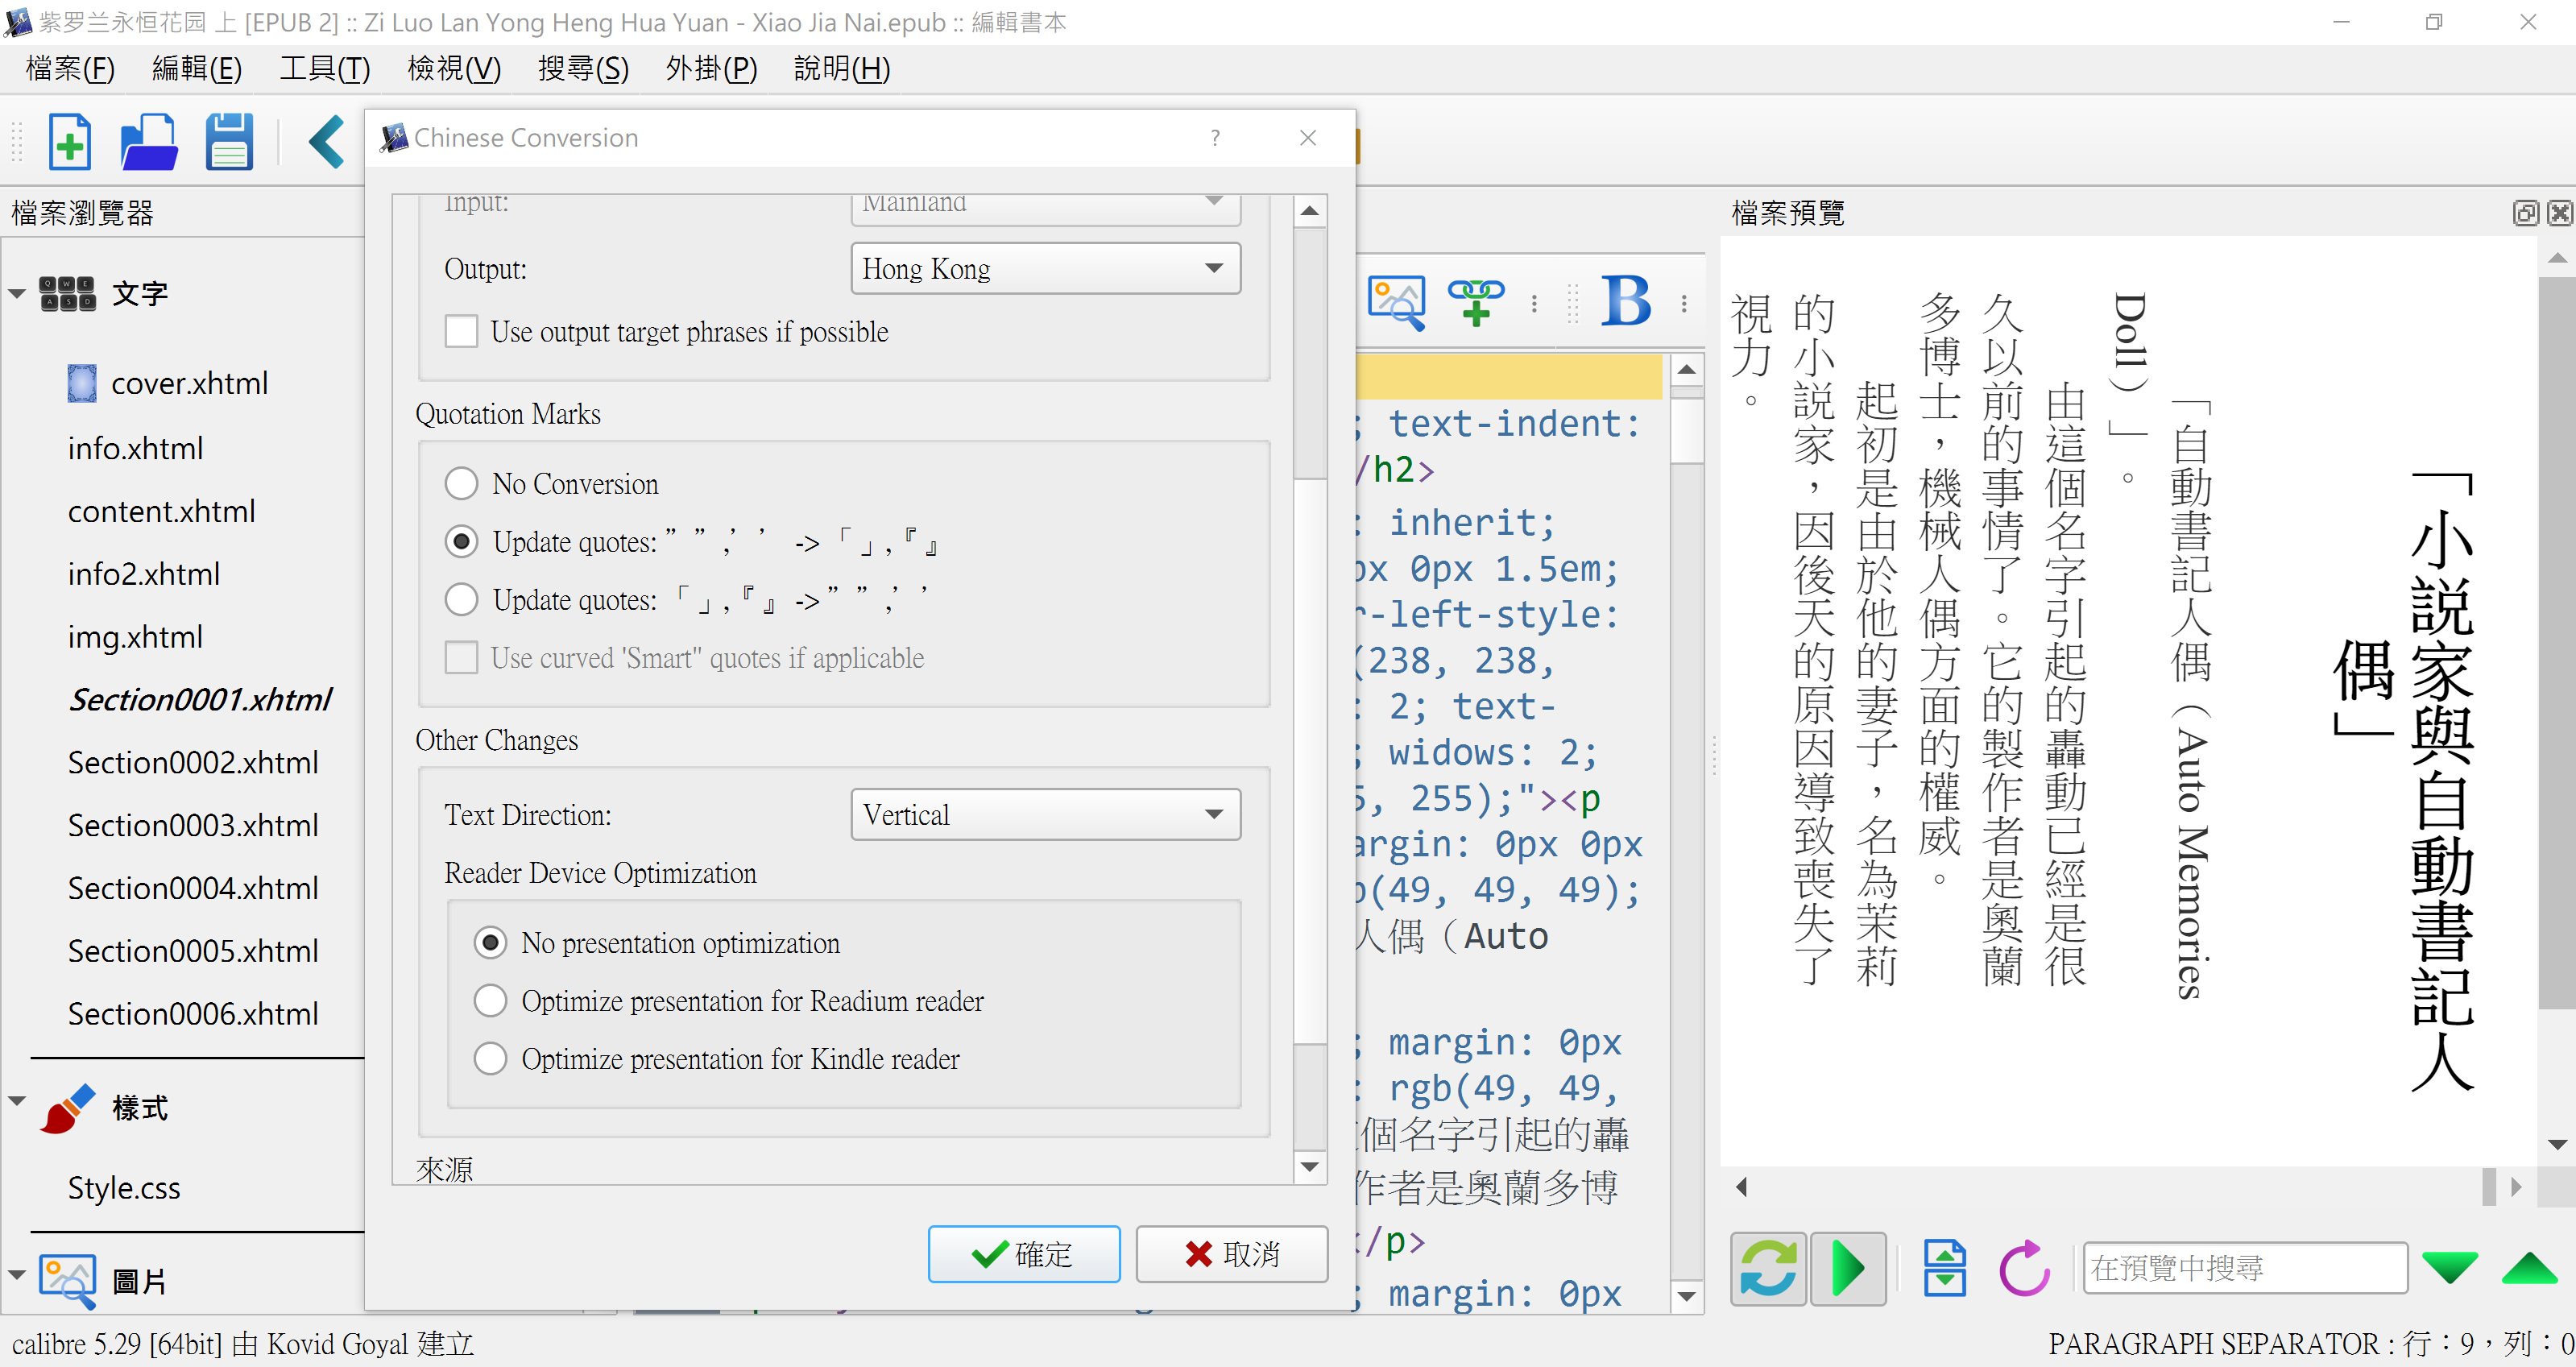 紫罗兰永恒花园 上 [EPUB 2] :: Zi Luo Lan Yong Heng Hua Yuan - Xiao Jia Nai.epub :: 編輯書本
檔案(F) 編輯(E) 工具(T) 檢視(V) 搜尋(S) 外掛(P) 說明(H)
檔案瀏覽器
文字
cover.xhtml
info.xhtml
content.xhtml
info2.xhtml
img.xhtml
Section0001.xhtml
Section0002.xhtml
Section0003.xhtml
Section0004.xhtml
Section0005.xhtml
Section0006.xhtml
樣式
Style.css
圖片
Chinese Conversion
Input: Mainland
Output: Hong Kong
Use output target phrases if possible
Quotation Marks
No Conversion
Update quotes: ” ” ,’ ’ -> 「 」,『 』
Update quotes: 「 」,『 』 -> ” ” ,’ ’
Use curved 'Smart" quotes if applicable
Other Changes
Text Direction: Vertical
Reader Device Optimization
No presentation optimization
Optimize presentation for Readium reader
Optimize presentation for Kindle reader
來源
確定 取消
B
; text-indent:
/h2>
: inherit;
px 0px 1.5em;
r-left-style:
(238, 238,
: 2; text-
; widows: 2;
5, 255);"><p
argin: 0px 0px
b(49, 49, 49);
人偶（Auto
; margin: 0px
: rgb(49, 49,
個名字引起的轟
作者是奧蘭多博
/p>
; margin: 0px
檔案預覽
「小說家與自動書記人
偶」
「自動書記人偶（Auto Memories
Doll）」。
由這個名字引起的轟動已經是很
久以前的事情了。它的製作者是奧蘭
多博士，機械人偶方面的權威。
起初是由於他的妻子，名為茉莉
的小説家，因後天的原因導致喪失了
視力。
在預覽中搜尋
calibre 5.29 [64bit] 由 Kovid Goyal 建立
PARAGRAPH SEPARATOR : 行：9，列：0